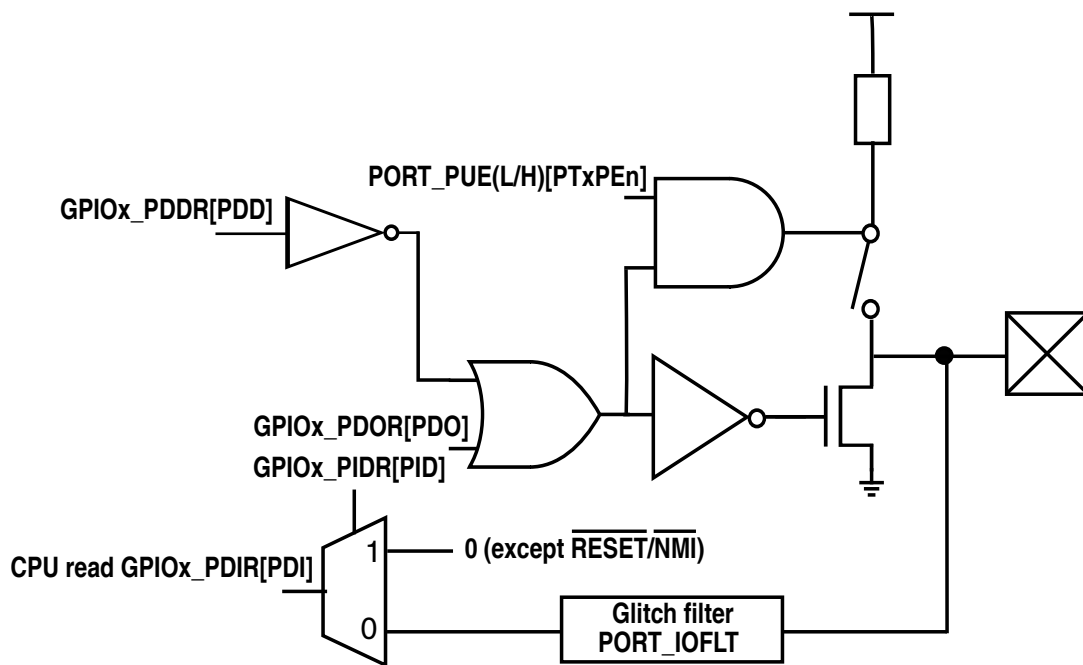 PORT_PUE(L/H)[PTxPEn]
GPIOx_PDDR[PDD]
GPIOx_PDOR[PDO]
GPIOx_PIDR[PID]
1
0 (except RESET/NMI)
CPU read GPIOx_PDIR[PDI]
0
Glitch filter
PORT_IOFLT